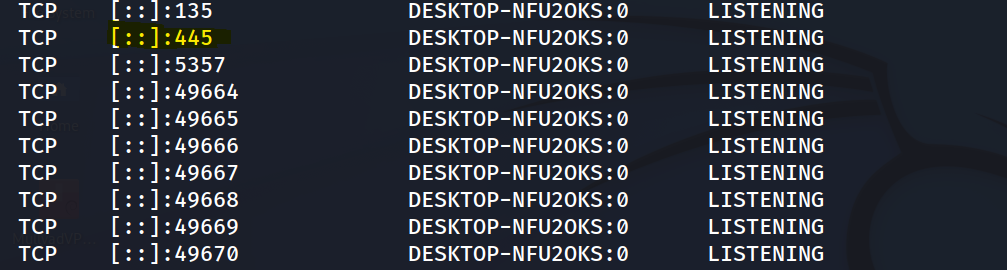 TCP [::]:135 DESKTOP-NFU2OKS:0 LISTENING
TCP [::]:445 DESKTOP-NFU2OKS:0 LISTENING
TCP [::]:5357 DESKTOP-NFU2OKS:0 LISTENING
TCP [::]:49664 DESKTOP-NFU2OKS:0 LISTENING
TCP [::]:49665 DESKTOP-NFU2OKS:0 LISTENING
TCP [::]:49666 DESKTOP-NFU2OKS:0 LISTENING
TCP [::]:49667 DESKTOP-NFU2OKS:0 LISTENING
TCP [::]:49668 DESKTOP-NFU2OKS:0 LISTENING
TCP [::]:49669 DESKTOP-NFU2OKS:0 LISTENING
TCP [::]:49670 DESKTOP-NFU2OKS:0 LISTENING